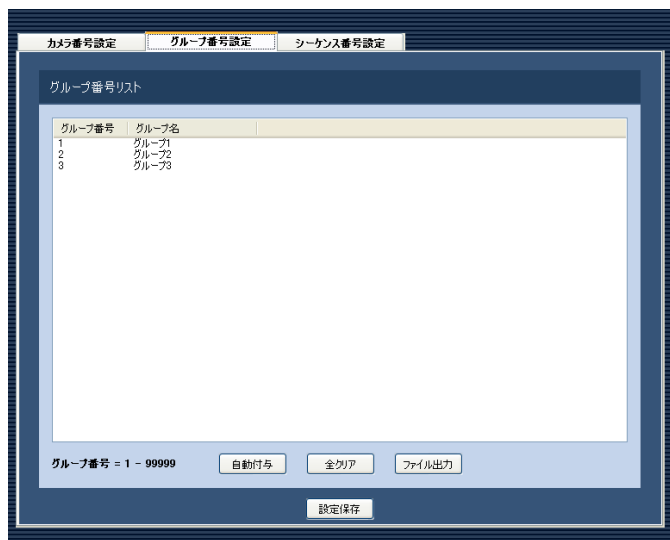 カメラ番号設定 グループ番号設定 シーケンス番号設定
グループ番号リスト
グループ番号 グループ名
1 グループ1
2 グループ2
3 グループ3
グループ番号 = 1 - 99999 自動付与 全クリア ファイル出力
設定保存